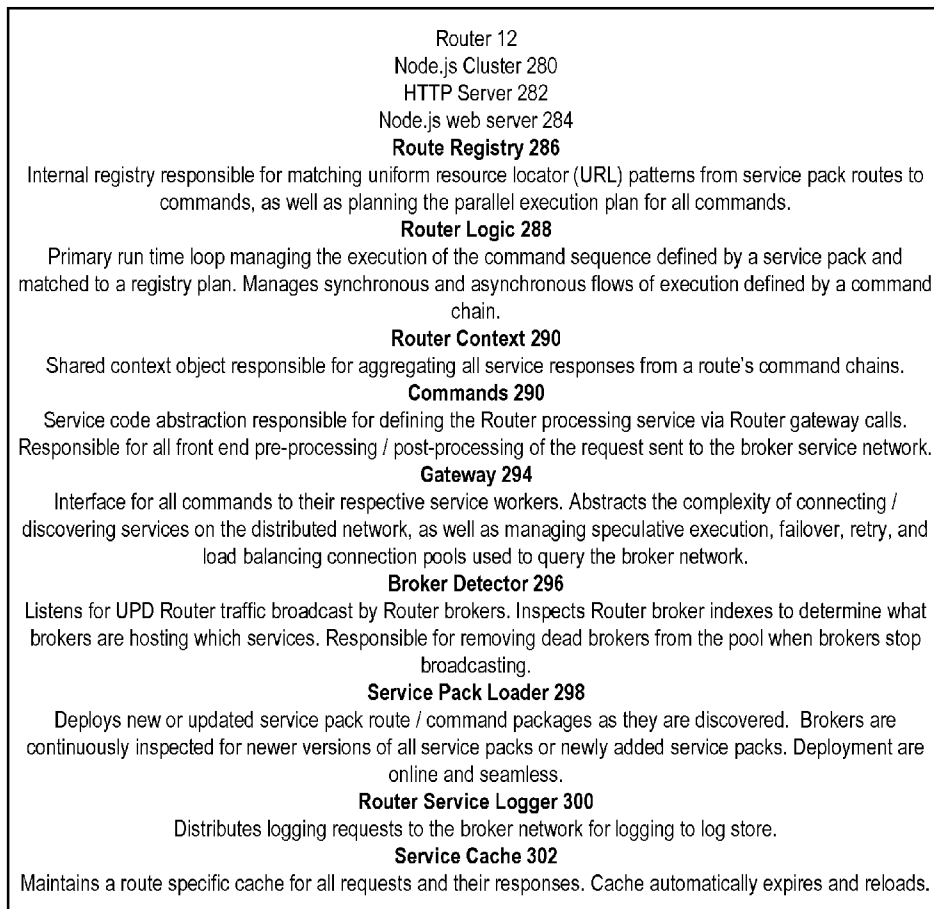 Router 12
Node.js Cluster 280
HTTP Server 282
Node.js web server 284
Route Registry 286
Internal registry responsible for matching uniform resource locator (URL) patterns from service pack routes to
commands, as well as planning the parallel execution plan for all commands.
Router Logic 288
Primary run time loop managing the execution of the command sequence defined by a service pack and
matched to a registry plan. Manages synchronous and asynchronous flows of execution defined by a command
chain.
Router Context 290
Shared context object responsible for aggregating all service responses from a route's command chains.
Commands 290
Service code abstraction responsible for defining the Router processing service via Router gateway calls.
Responsible for all front end pre-processing / post-processing of the request sent to the broker service network.
Gateway 294
Interface for all commands to their respective service workers. Abstracts the complexity of connecting /
discovering services on the distributed network, as well as managing speculative execution, failover, retry, and
load balancing connection pools used to query the broker network.
Broker Detector 296
Listens for UPD Router traffic broadcast by Router brokers. Inspects Router broker indexes to determine what
brokers are hosting which services. Responsible for removing dead brokers from the pool when brokers stop
broadcasting.
Service Pack Loader 298
Deploys new or updated service pack route / command packages as they are discovered. Brokers are
continuously inspected for newer versions of all service packs or newly added service packs. Deployment are
online and seamless.
Router Service Logger 300
Distributes logging requests to the broker network for logging to log store.
Service Cache 302
Maintains a route specific cache for all requests and their responses. Cache automatically expires and reloads.